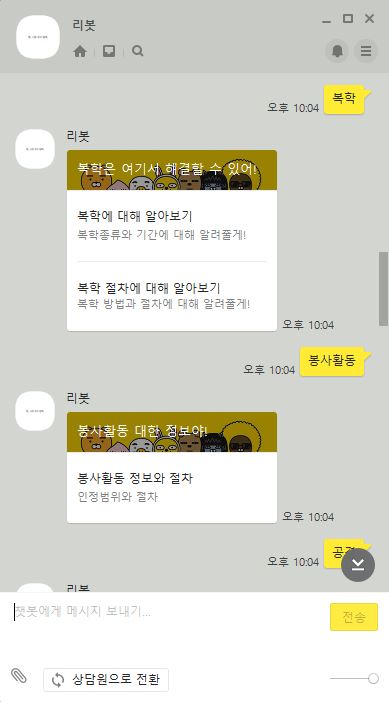 리봇
복학
오후 10:04
리봇
복학은 여기서 해결할 수 있어!
복학에 대해 알아보기
복학종류와 기간에 대해 알려줄게!
복학 절차에 대해 알아보기
복학 방법과 절차에 대해 알려줄게!
오후 10:04
봉사활동
오후 10:04
리봇
봉사활동 대한 정보야!
봉사활동 정보와 절차
인정범위와 절차
오후 10:04
오후 10:04
리봇
챗봇에게 메시지 보내기...
전송
상담원으로 전환